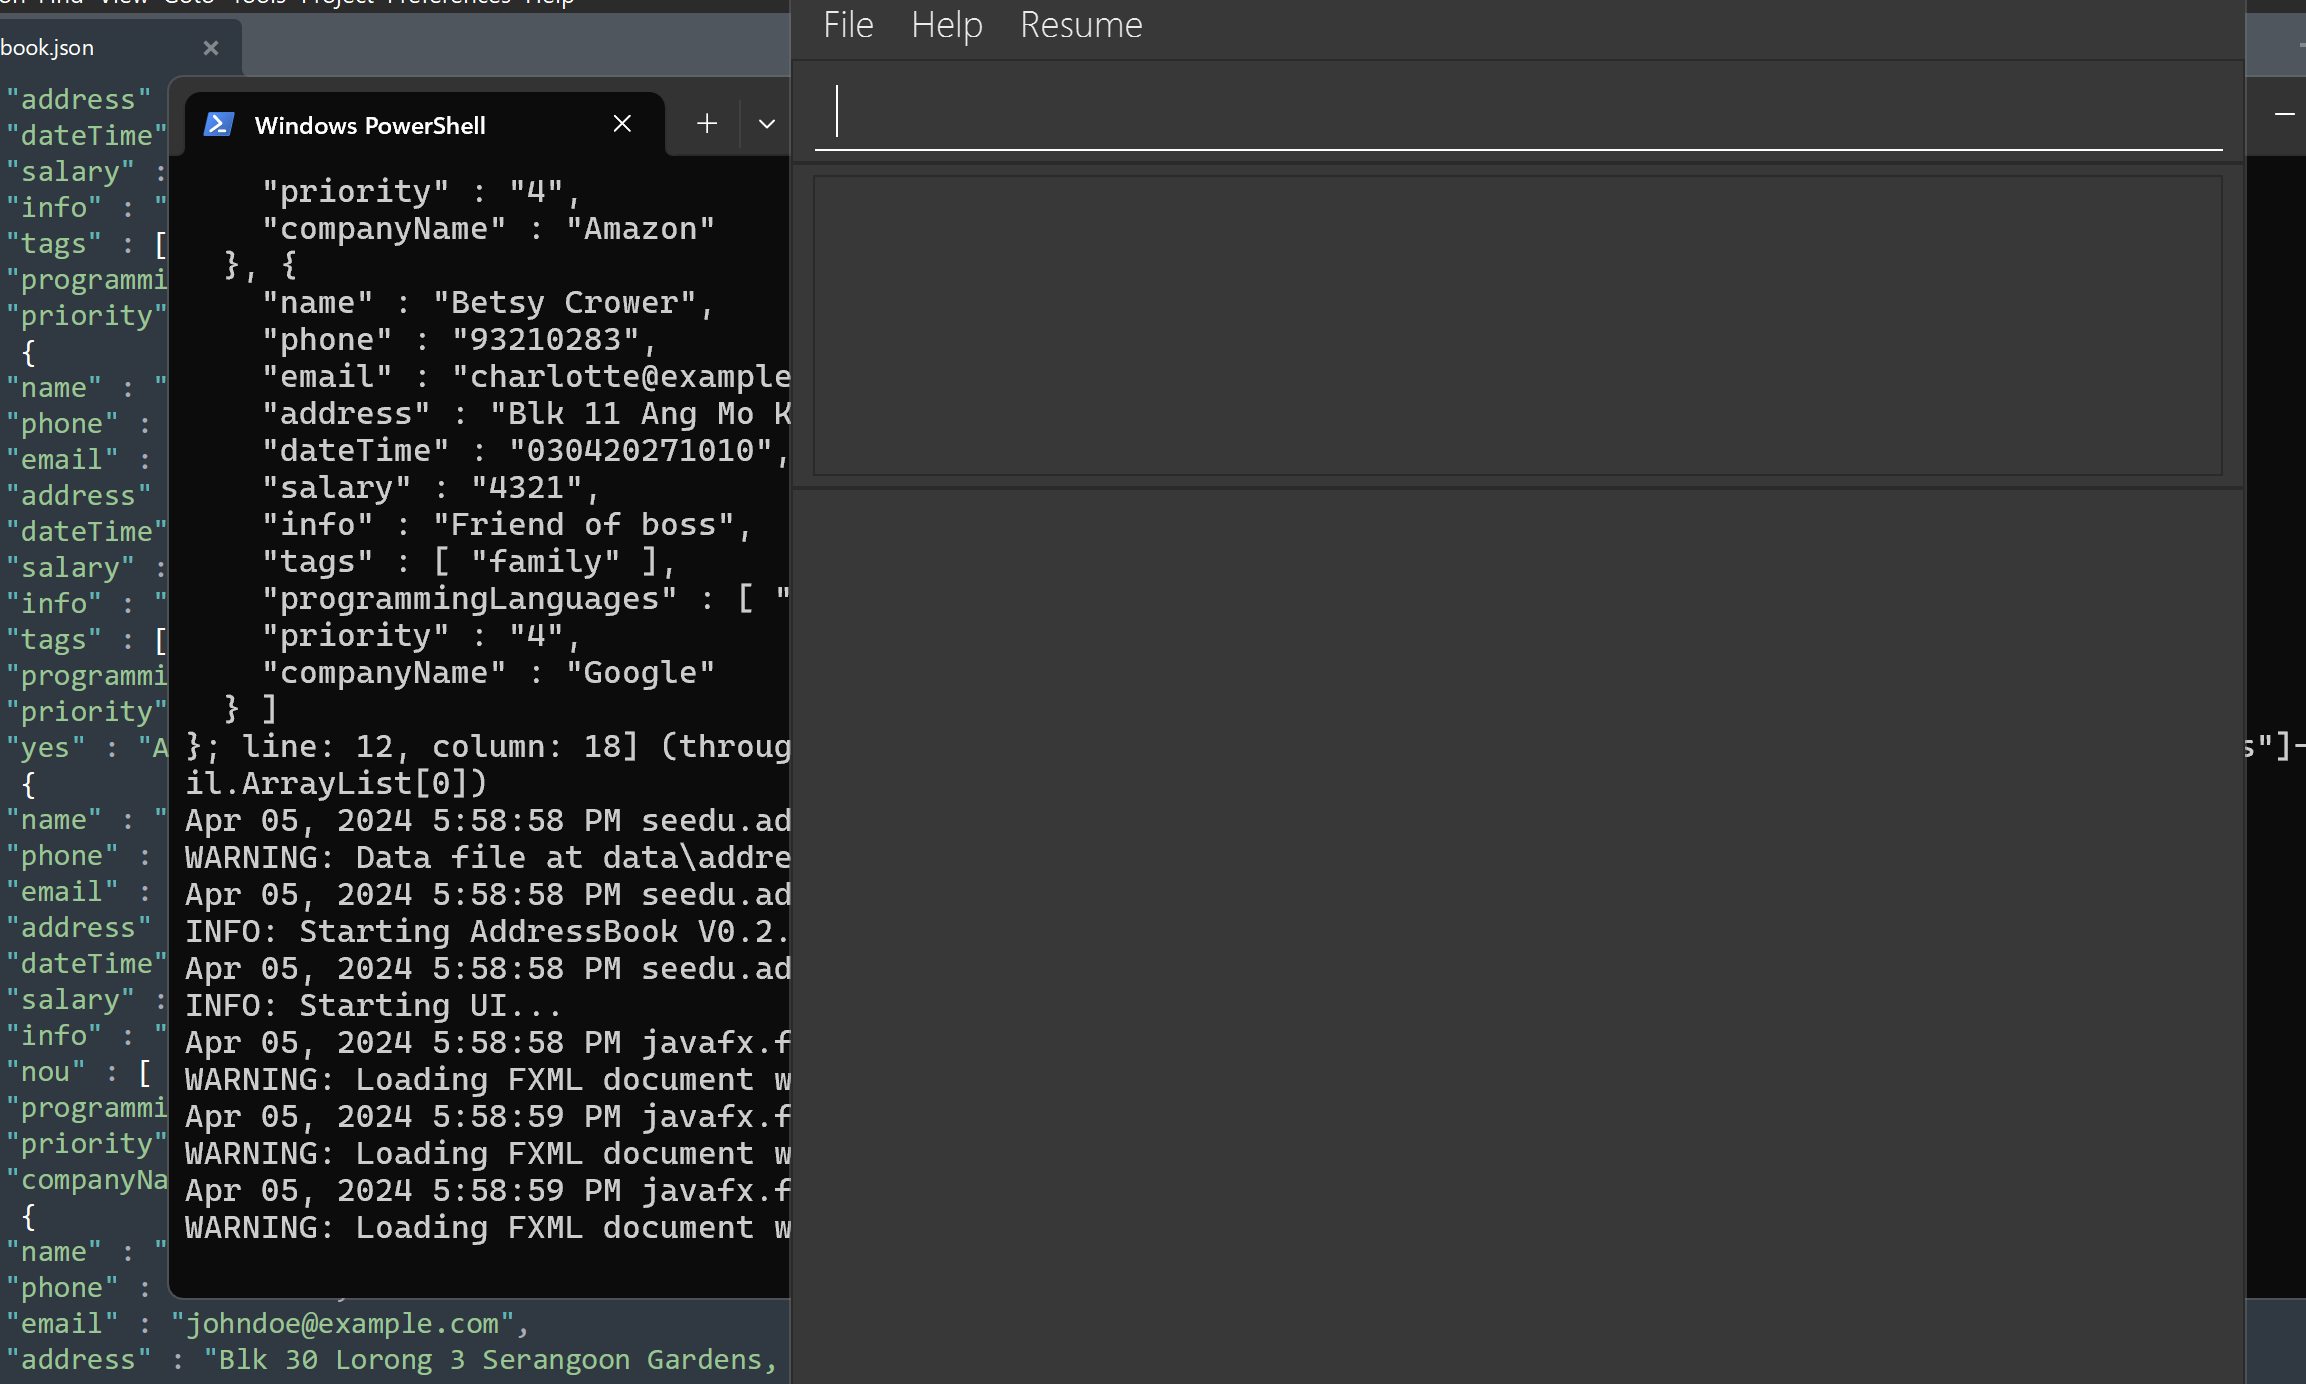 View Goto Tools Project Preferences Help
book.json
"address"
"dateTime"
"salary" :
"info" : "
"tags" : [
"programmi
"priority"
{
"name" : "
"phone" :
"email" :
"address"
"dateTime"
"salary" :
"info" : "
"tags" : [
"programmi
"priority"
"yes" : "A
{
"name" : "
"phone" :
"email" :
"address"
"dateTime"
"salary" :
"info" : "
"nou" : [
"programmi
"priority"
"companyNa
{
"name" : "
"phone" :
"email" : "johndoe@example.com",
"address" : "Blk 30 Lorong 3 Serangoon Gardens,
Windows PowerShell
"priority" : "4",
"companyName" : "Amazon"
}, {
"name" : "Betsy Crower",
"phone" : "93210283",
"email" : "charlotte@example
"address" : "Blk 11 Ang Mo K
"dateTime" : "030420271010",
"salary" : "4321",
"info" : "Friend of boss",
"tags" : [ "family" ],
"programmingLanguages" : [ "
"priority" : "4",
"companyName" : "Google"
} ]
}; line: 12, column: 18] (throug
il.ArrayList[0])
Apr 05, 2024 5:58:58 PM seedu.ad
WARNING: Data file at data\addre
Apr 05, 2024 5:58:58 PM seedu.ad
INFO: Starting AddressBook V0.2.
Apr 05, 2024 5:58:58 PM seedu.ad
INFO: Starting UI...
Apr 05, 2024 5:58:58 PM javafx.f
WARNING: Loading FXML document w
Apr 05, 2024 5:58:59 PM javafx.f
WARNING: Loading FXML document w
Apr 05, 2024 5:58:59 PM javafx.f
WARNING: Loading FXML document w
File Help Resume
s"]-